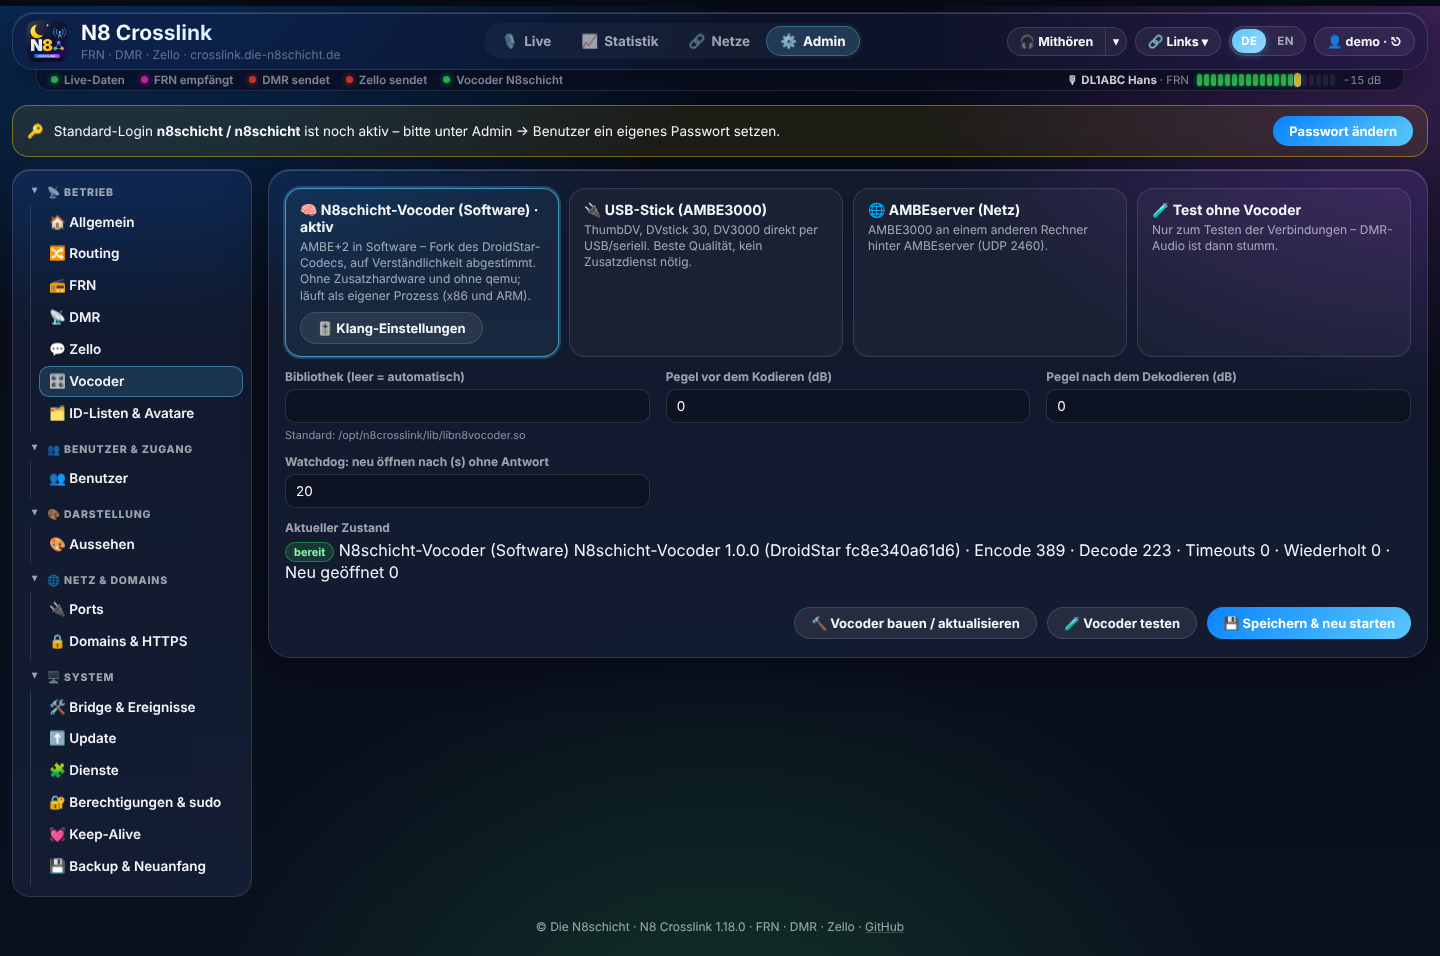 N8 Crosslink
FRN · DMR · Zello · crosslink.die-n8schicht.de
Live
Statistik
Netze
Admin
Mithören ▾
Links ▾
DE EN
demo ·
Live-Daten
FRN empfängt
DMR sendet
Zello sendet
Vocoder N8schicht
DL1ABC Hans · FRN
-15 dB
Standard-Login n8schicht / n8schicht ist noch aktiv – bitte unter Admin → Benutzer ein eigenes Passwort setzen.
Passwort ändern
BETRIEB
Allgemein
Routing
FRN
DMR
Zello
Vocoder
ID-Listen & Avatare
BENUTZER & ZUGANG
Benutzer
DARSTELLUNG
Aussehen
NETZ & DOMAINS
Ports
Domains & HTTPS
SYSTEM
Bridge & Ereignisse
Update
Dienste
Berechtigungen & sudo
Keep-Alive
Backup & Neuanfang
N8schicht-Vocoder (Software) ·
aktiv
AMBE+2 in Software – Fork des DroidStar-
Codecs, auf Verständlichkeit abgestimmt.
Ohne Zusatzhardware und ohne qemu;
läuft als eigener Prozess (x86 und ARM).
Klang-Einstellungen
USB-Stick (AMBE3000)
ThumbDV, DVstick 30, DV3000 direkt per
USB/seriell. Beste Qualität, kein
Zusatzdienst nötig.
AMBEserver (Netz)
AMBE3000 an einem anderen Rechner
hinter AMBEserver (UDP 2460).
Test ohne Vocoder
Nur zum Testen der Verbindungen – DMR-
Audio ist dann stumm.
Bibliothek (leer = automatisch)
Standard: /opt/n8crosslink/lib/libn8vocoder.so
Pegel vor dem Kodieren (dB)
0
Pegel nach dem Dekodieren (dB)
0
Watchdog: neu öffnen nach (s) ohne Antwort
20
Aktueller Zustand
bereit N8schicht-Vocoder (Software) N8schicht-Vocoder 1.0.0 (DroidStar fc8e340a61d6) · Encode 389 · Decode 223 · Timeouts 0 · Wiederholt 0 ·
Neu geöffnet 0
Vocoder bauen / aktualisieren
Vocoder testen
Speichern & neu starten
© Die N8schicht · N8 Crosslink 1.18.0 · FRN · DMR · Zello · GitHub